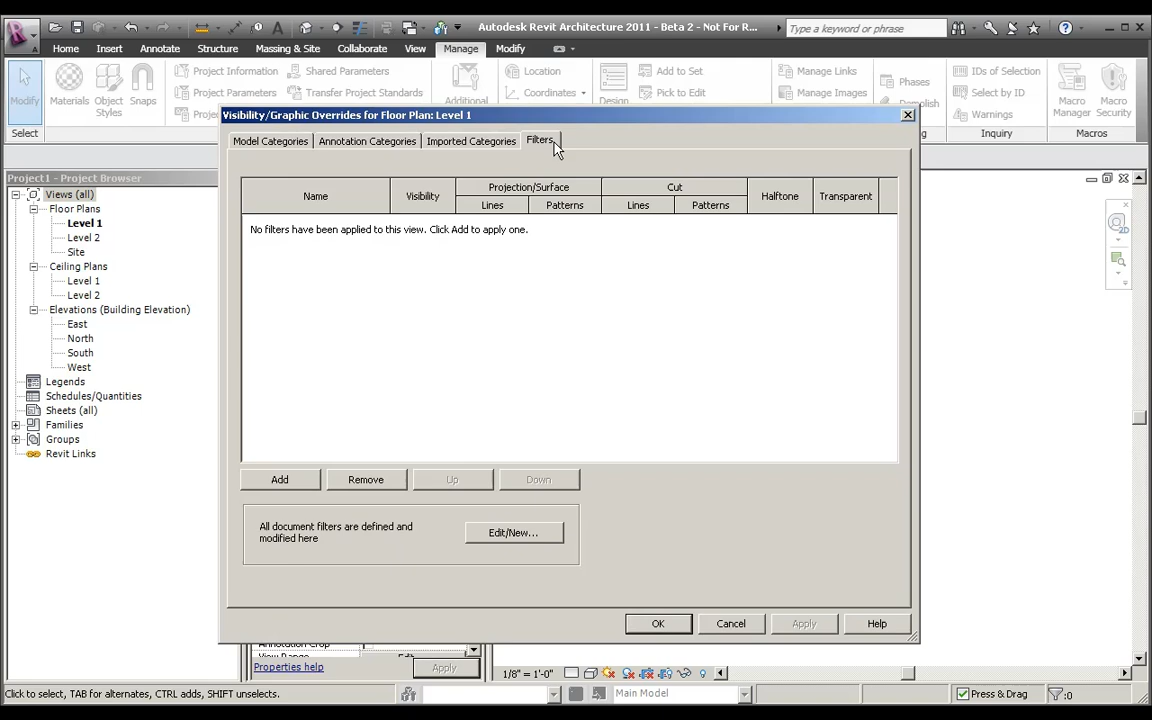 Autodesk Revit Architecture 2011 - Beta 2 - Not For R...
Type a keyword or phrase
Home
Insert
Annotate
Structure
Massing & Site
Collaborate
View
Manage
Modify
Modify
Materials
Object
Styles
Snaps
Project Information
Shared Parameters
Project Parameters
Transfer Project Standards
Additional
Location
Coordinates
Design
Add to Set
Pick to Edit
Manage Links
Manage Images
Phases
Demolish
IDs of Selection
Select by ID
Warnings
Macro
Manager
Macro
Security
Select
Inquiry
Macros
Visibility/Graphic Overrides for Floor Plan: Level 1
Model Categories
Annotation Categories
Imported Categories
Filters
Name
Visibility
Projection/Surface
Cut
Halftone
Transparent
Lines
Patterns
Lines
Patterns
No filters have been applied to this view. Click Add to apply one.
Add
Remove
Up
Down
All document filters are defined and
modified here
Edit/New...
OK
Cancel
Apply
Help
Project1 - Project Browser
Views (all)
Floor Plans
Level 1
Level 2
Site
Ceiling Plans
Level 1
Level 2
Elevations (Building Elevation)
East
North
South
West
Legends
Schedules/Quantities
Sheets (all)
Families
Groups
Revit Links
2D
Properties help
Apply
1/8" = 1'-0"
Click to select, TAB for alternates, CTRL adds, SHIFT unselects.
Main Model
Press & Drag
:0